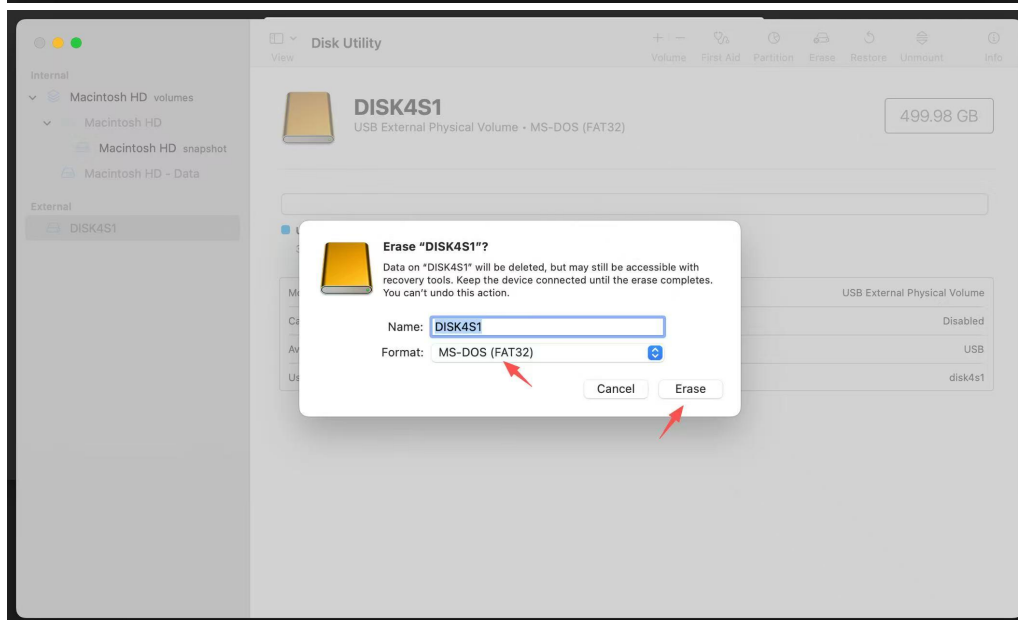 Disk Utility
View
Volume First Aid Partition Erase Restore Unmount Info
Internal
Macintosh HD volumes
Macintosh HD
Macintosh HD snapshot
Macintosh HD - Data
External
DISK4S1
DISK4S1
USB External Physical Volume • MS-DOS (FAT32)
499.98 GB
Erase “DISK4S1”?
Data on “DISK4S1” will be deleted, but may still be accessible with
recovery tools. Keep the device connected until the erase completes.
You can’t undo this action.
Name: DISK4S1
Format: MS-DOS (FAT32)
Cancel Erase
USB External Physical Volume
Disabled
USB
disk4s1